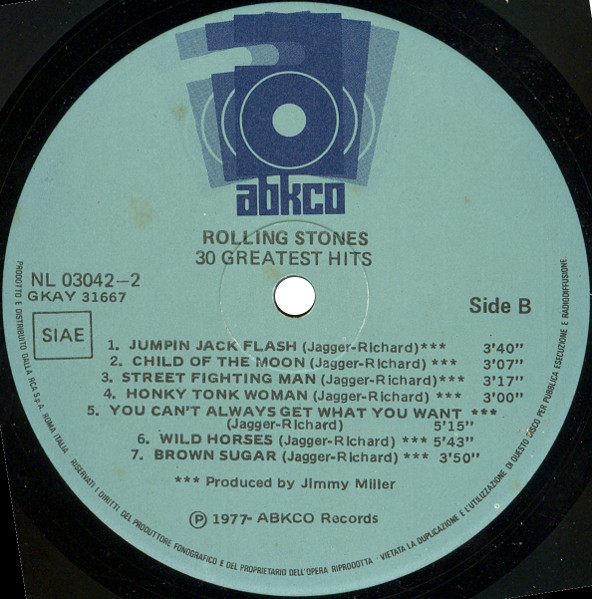 abkco
ROLLING STONES
30 GREATEST HITS
NL 03042-2
GKAY 31667
SIAE
Side B
1. JUMPIN JACK FLASH (Jagger-Richard)*** 3'40"
2. CHILD OF THE MOON (Jagger-Richard) *** 3'07"
3. STREET FIGHTING MAN (Jagger-Richard)*** 3'17"
4. HONKY TONK WOMAN (Jagger-Richard)*** 3'00"
5. YOU CAN'T ALWAYS GET WHAT YOU WANT ***
(Jagger-Richard) 5'15"
6. WILD HORSES (Jagger-Richard) *** 5'43"
7. BROWN SUGAR (Jagger-Richard) *** 3'50"
*** Produced by Jimmy Miller
Ⓟ 1977- ABKCO Records
PRODOTTO E DISTRIBUITO DALLA RCA S.p.A. ROMA ITALIA - RISERVATI I DIRITTI DEL PRODUTTORE FONOGRAFICO E DEL PROPRIETARIO DELL'OPERA RIPRODOTTA - VIETATA LA DUPLICAZIONE E L'UTILIZZAZIONE DI QUESTO DISCO PER PUBBLICA ESECUZIONE E RADIODIFFUSIONE